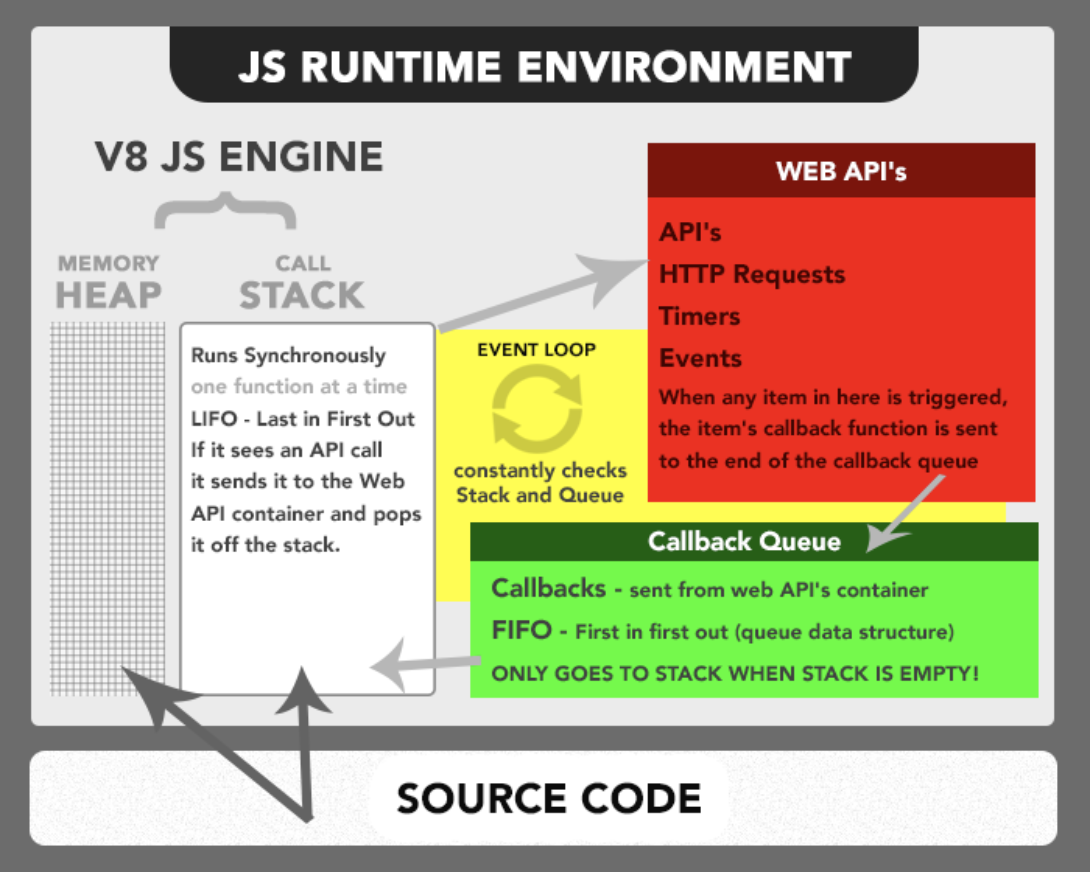 JS RUNTIME ENVIRONMENT
V8 JS ENGINE
MEMORY
HEAP
CALL
STACK
Runs Synchronously
one function at a time
LIFO - Last in First Out
If it sees an API call
it sends it to the Web
API container and pops
it off the stack.
EVENT LOOP
constantly checks
Stack and Queue
WEB API's
API's
HTTP Requests
Timers
Events
When any item in here is triggered,
the item's callback function is sent
to the end of the callback queue
Callback Queue
Callbacks - sent from web API's container
FIFO - First in first out (queue data structure)
ONLY GOES TO STACK WHEN STACK IS EMPTY!
SOURCE CODE